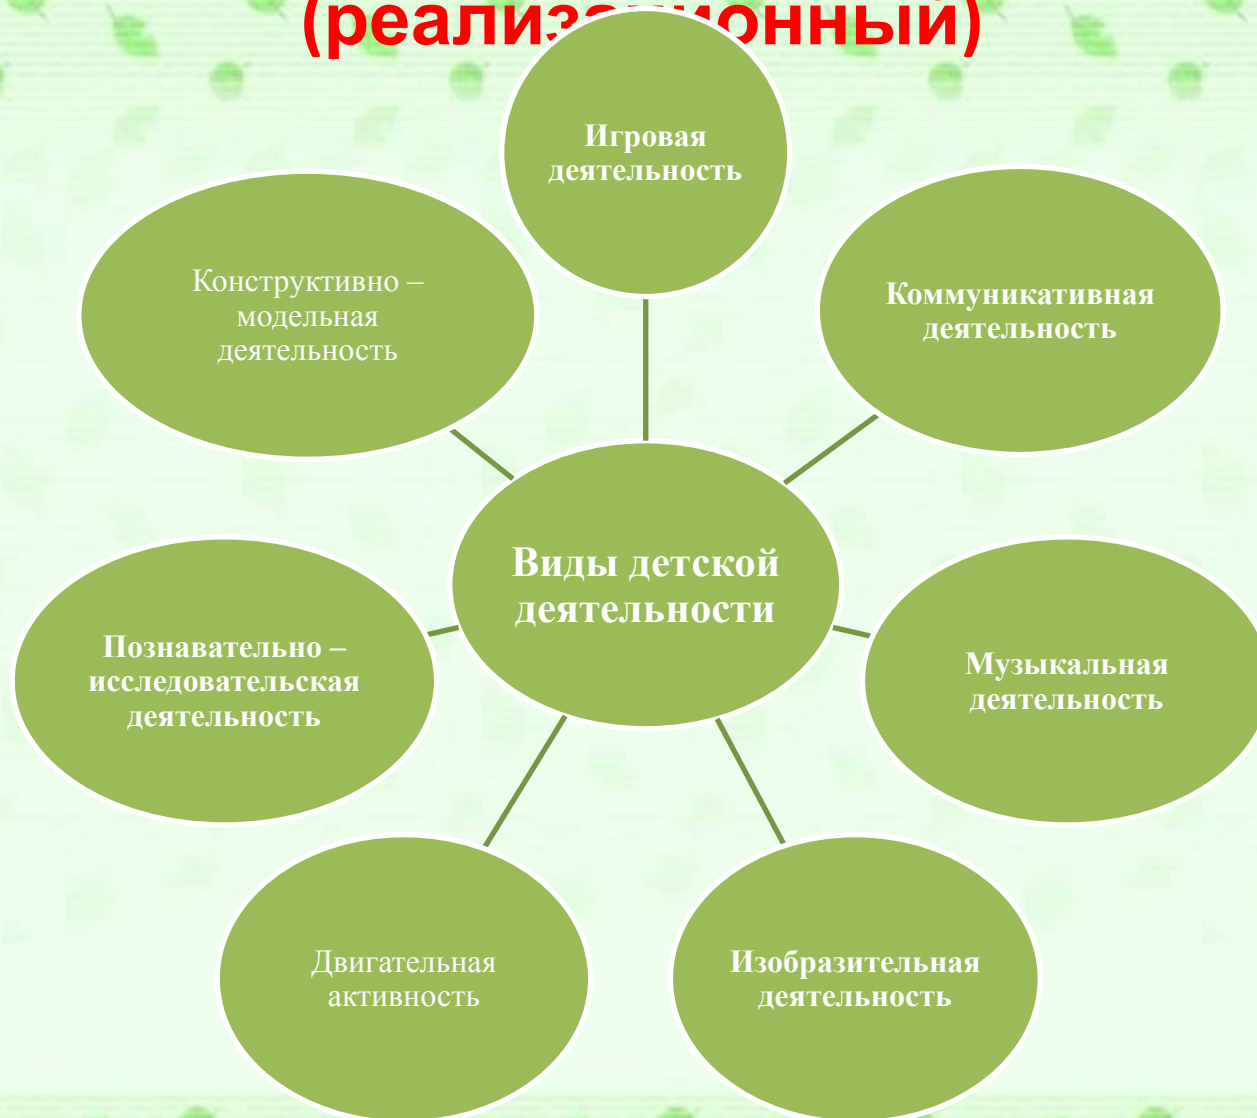 (реализационный)
Игровая
деятельность
Конструктивно –
модельная
деятельность
Коммуникативная
деятельность
Виды детской
деятельности
Познавательно –
исследовательская
деятельность
Музыкальная
деятельность
Двигательная
активность
Изобразительная
деятельность